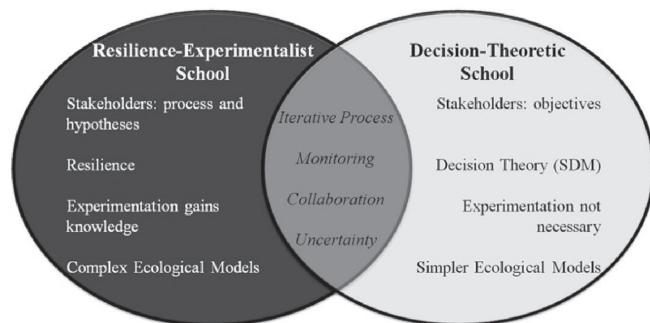 Resilience-Experimentalist
School
Stakeholders: process and
hypotheses
Resilience
Experimentation gains
knowledge
Complex Ecological Models
Iterative Process
Monitoring
Collaboration
Uncertainty
Decision-Theoretic
School
Stakeholders: objectives
Decision Theory (SDM)
Experimentation not
necessary
Simpler Ecological Models